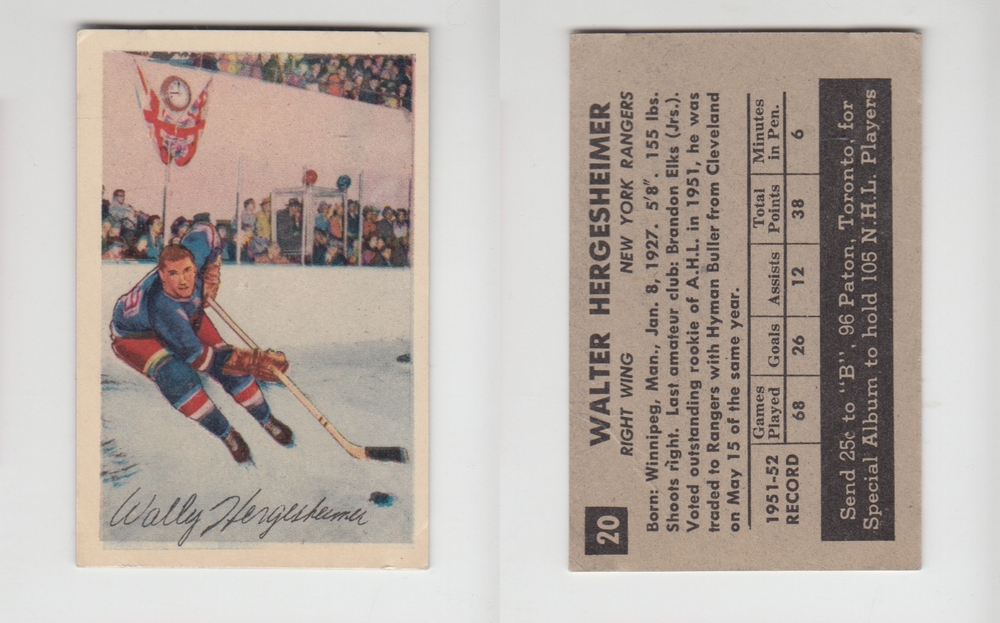 Wally Hergesheimer
20
WALTER HERGESHEIMER
RIGHT WING NEW YORK RANGERS
Born: Winnipeg, Man., Jan. 8, 1927. 5'8". 155 lbs.
Shoots right. Last amateur club: Brandon Elks (Jrs.).
Voted outstanding rookie of A.H.L. in 1951, he was
traded to Rangers with Hyman Buller from Cleveland
on May 15 of the same year.
1951-52 RECORD Games Played Goals Assists Total Points Minutes in Pen.
68 26 12 38 6
Send 25c to "B", 96 Paton, Toronto, for
Special Album to hold 105 N.H.L. Players